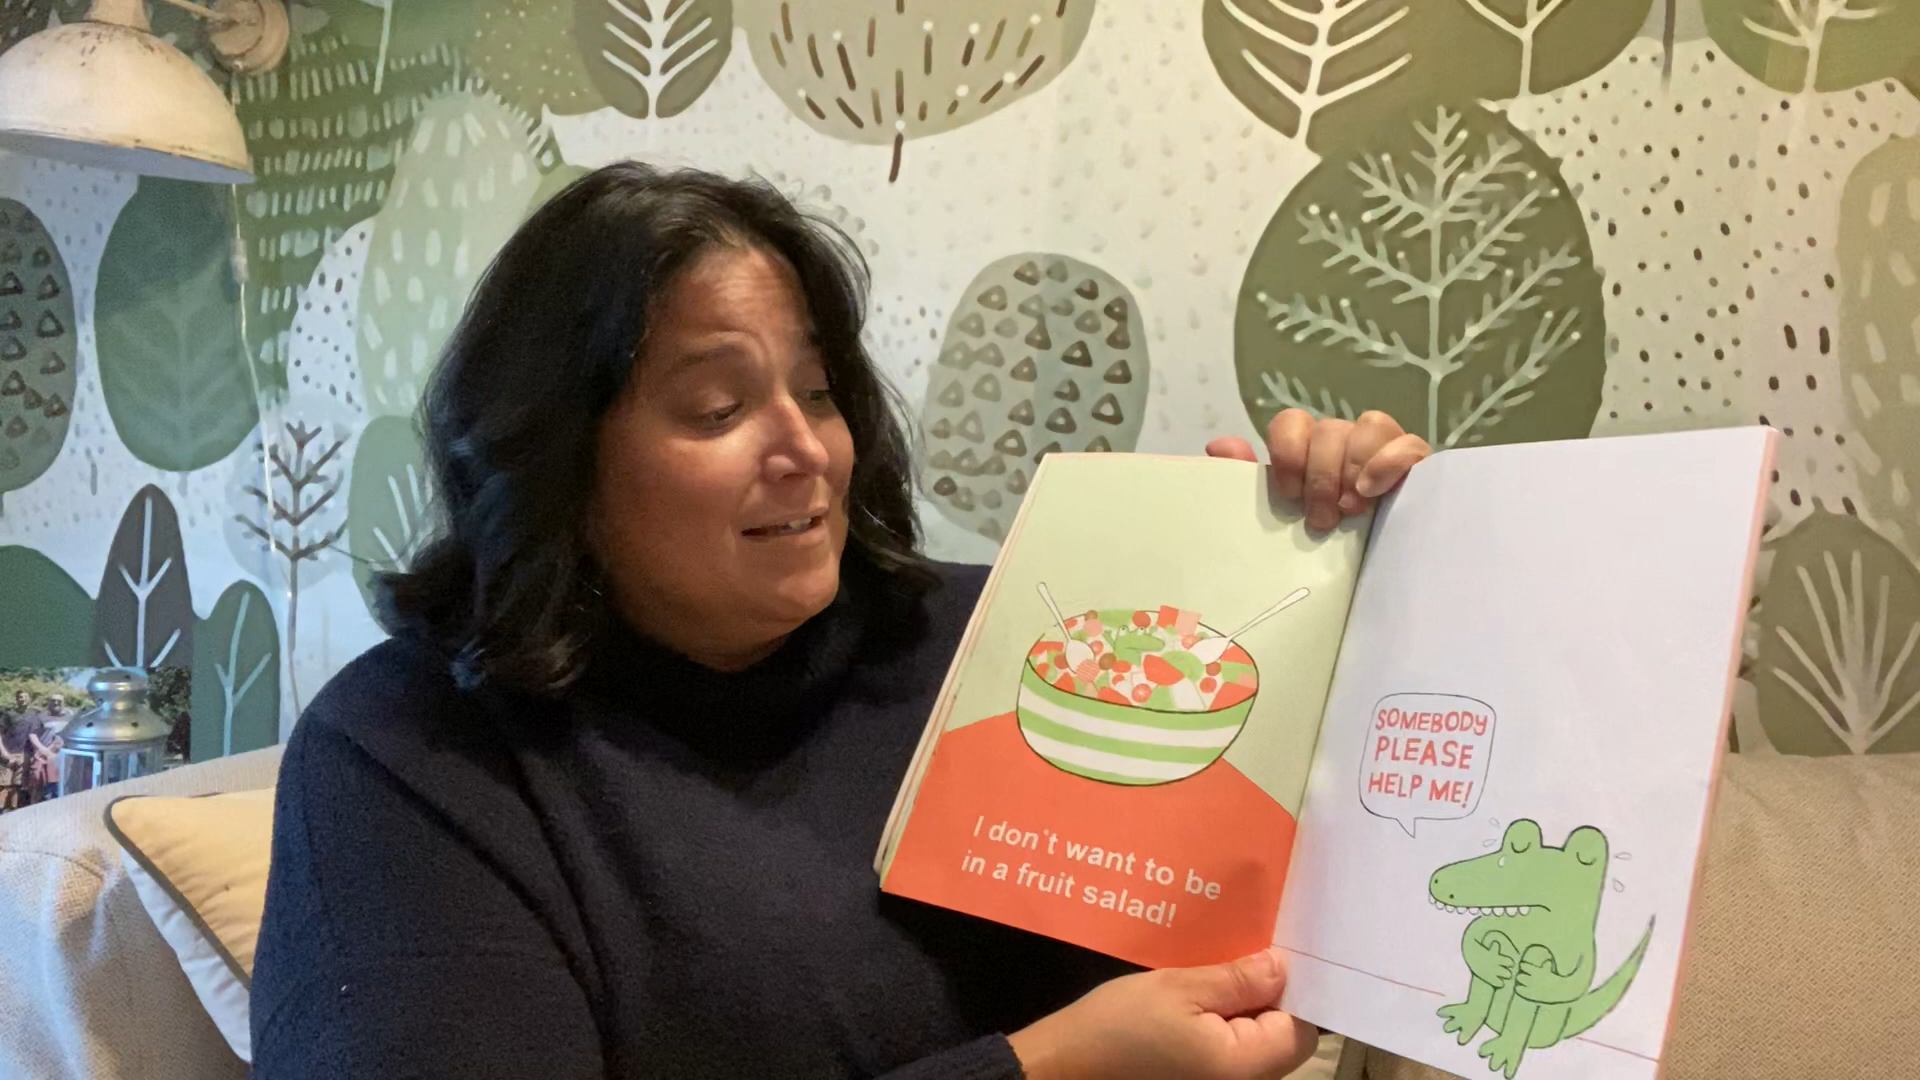 I don't want to be
in a fruit salad!
SOMEBODY
PLEASE
HELP ME!